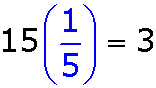 15(1/5) = 3